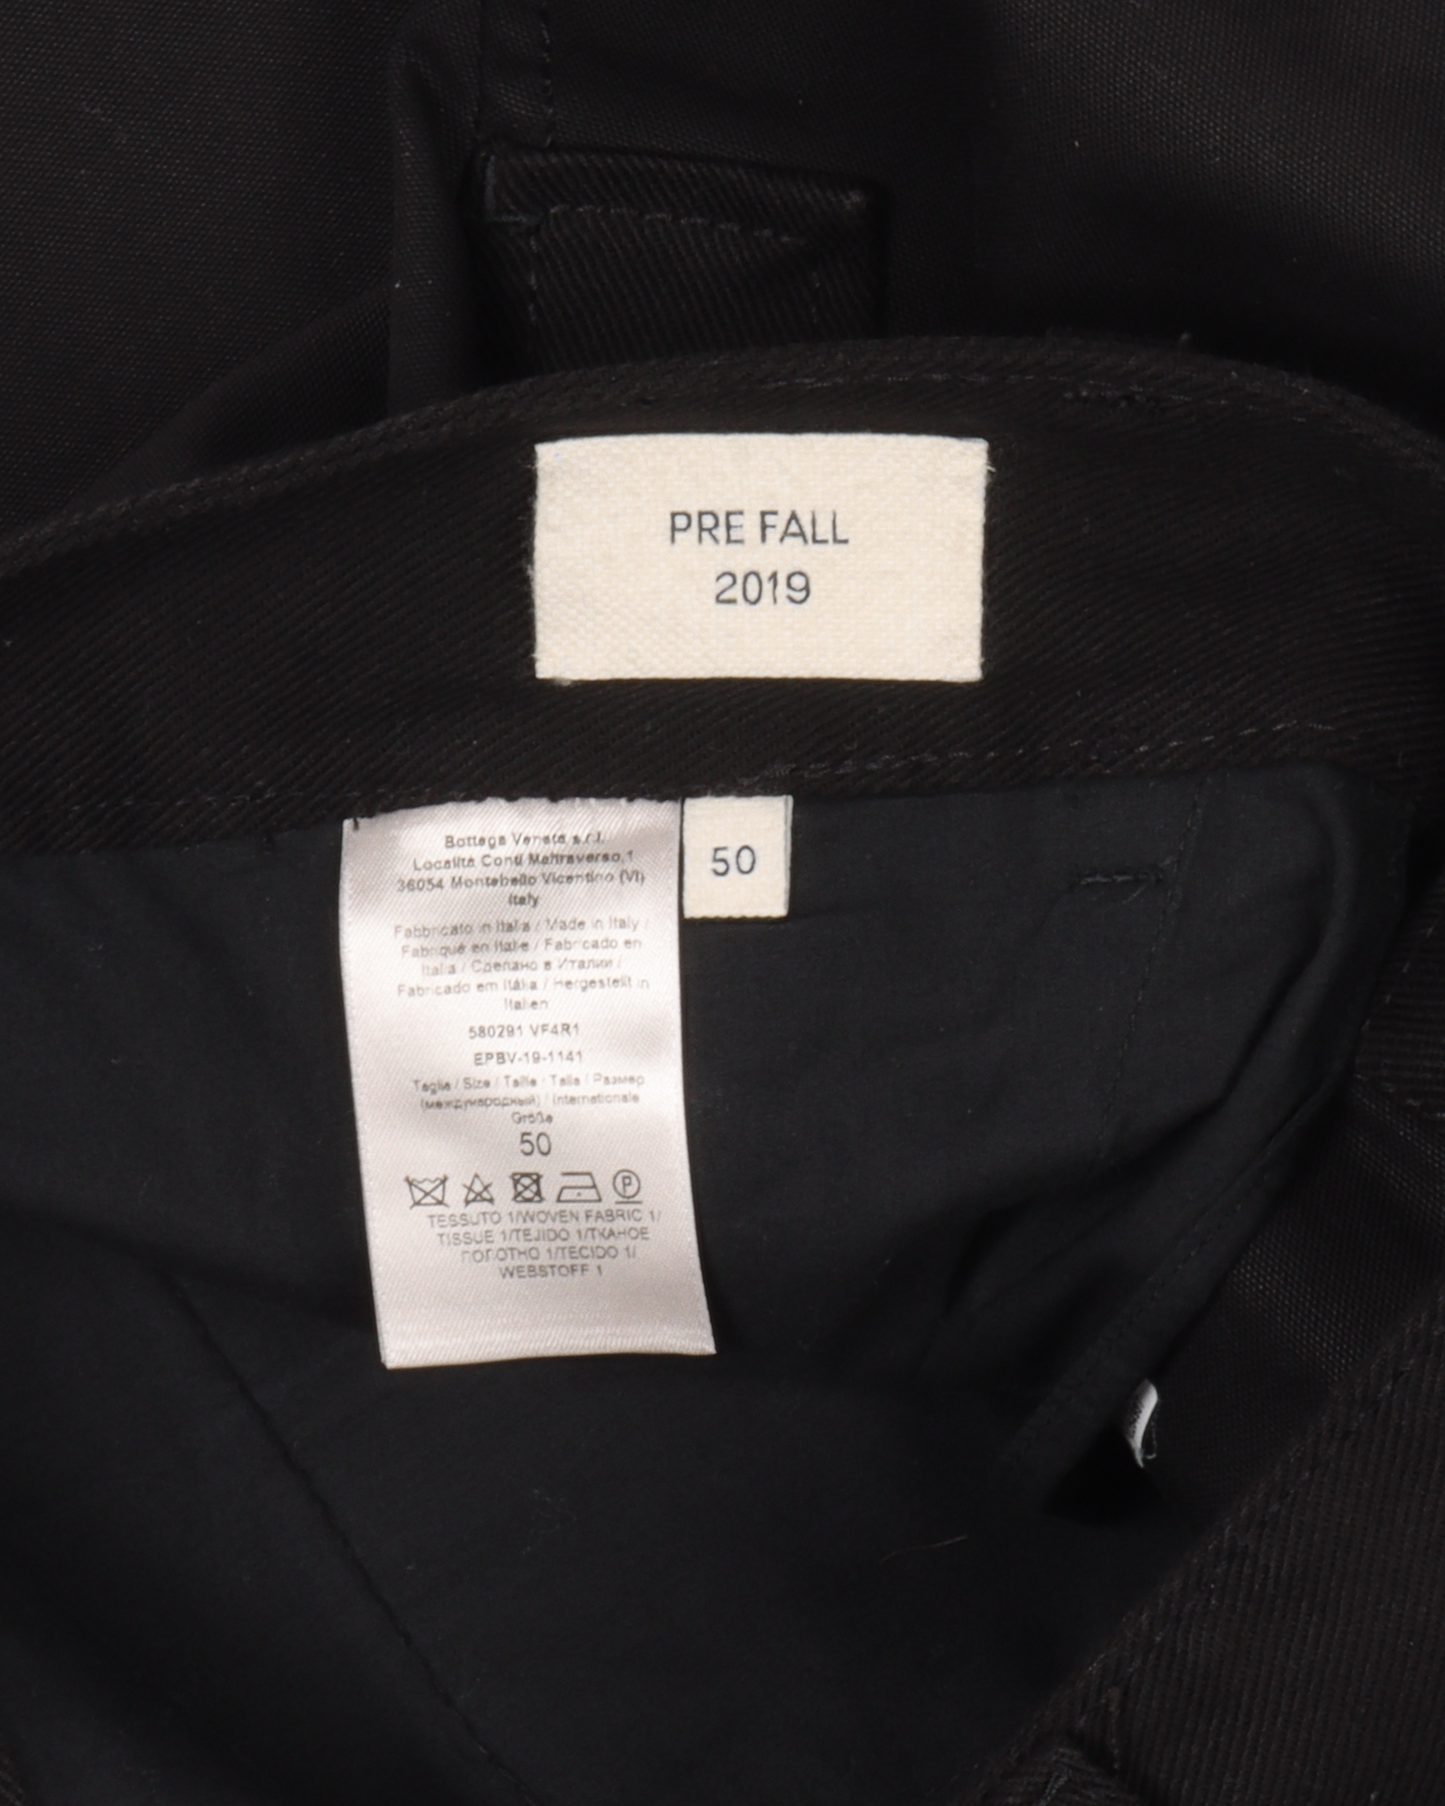 PRE FALL
2019
50
Bottega Veneta s.r.l.
Località Conti Maltraverso,1
36054 Montebello Vicentino (VI)
Italy
Fabbricato in Italia / Made in Italy /
Fabriqué en Italie / Fabricado en
Italia / Сделано в Италии /
Fabricado em Itália / Hergestellt in
Italien
580291 VF4R1
EPBV-19-1141
Taglia / Size / Taille / Talla / Размер
(международный) / Internationale
Größe
50
P
TESSUTO 1/WOVEN FABRIC 1/
TISSUE 1/TEJIDO 1/ТКАНОЕ
ПОЛОТНО 1/TECIDO 1/
WEBSTOFF 1